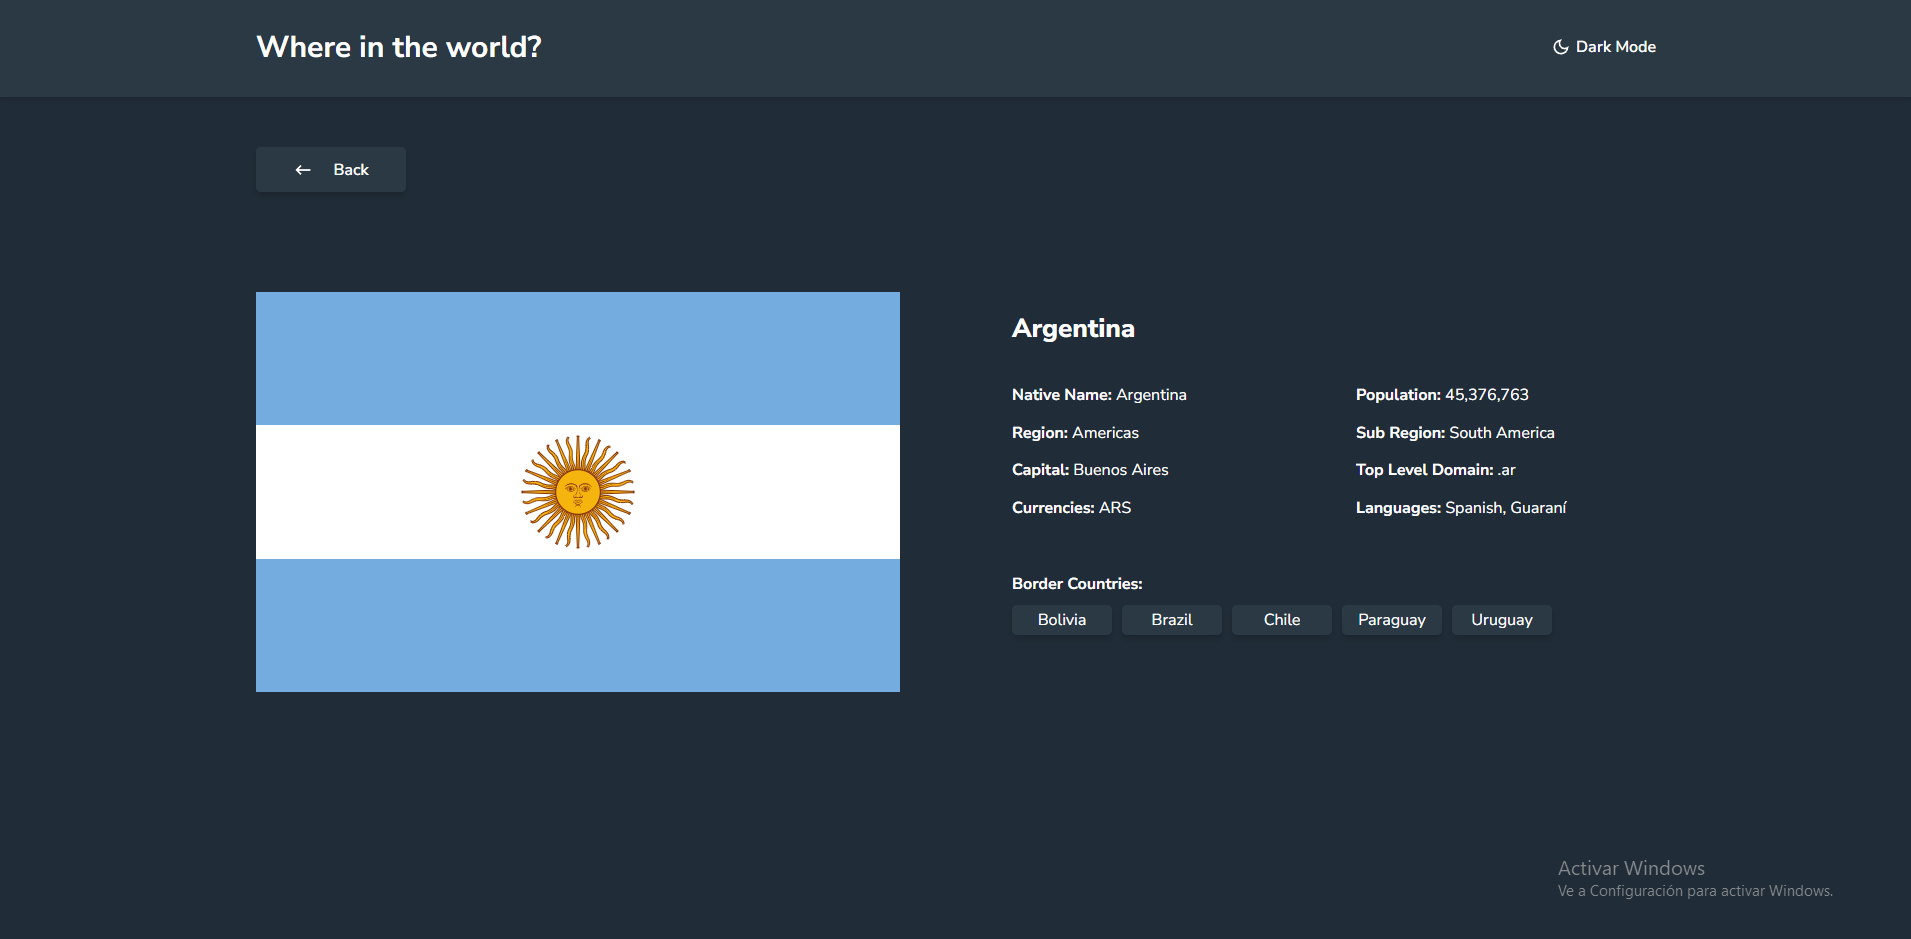 Where in the world?
Dark Mode
Back
Argentina
Native Name: Argentina
Region: Americas
Capital: Buenos Aires
Currencies: ARS
Population: 45,376,763
Sub Region: South America
Top Level Domain: .ar
Languages: Spanish, Guaraní
Border Countries:
Bolivia Brazil Chile Paraguay Uruguay
Activar Windows
Ve a Configuración para activar Windows.